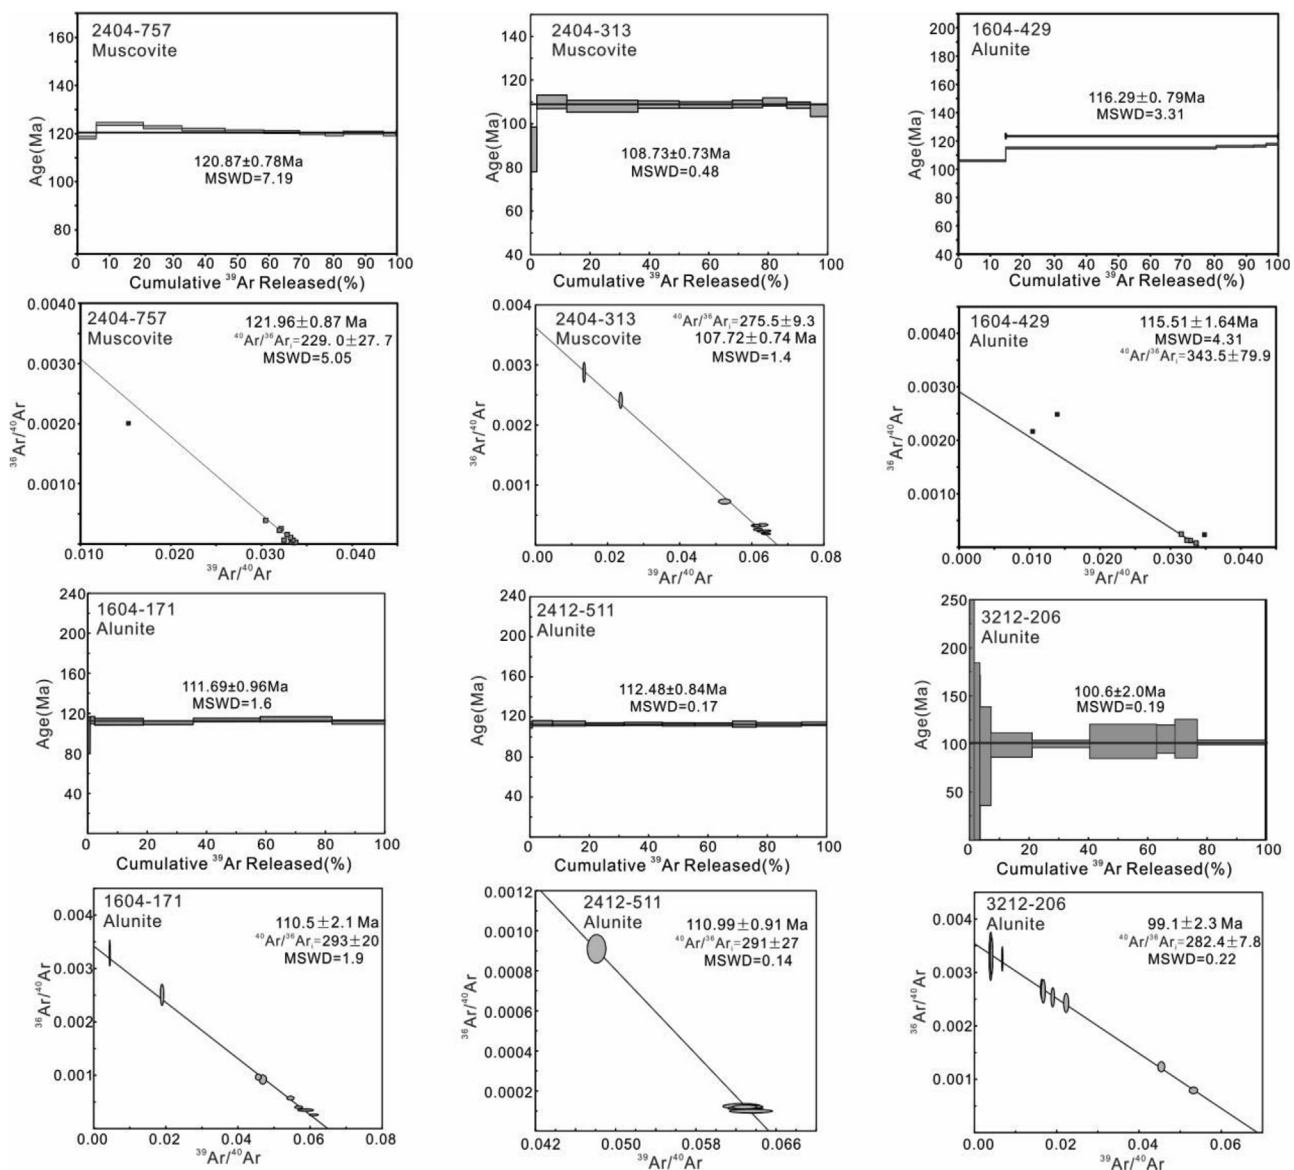 2404-757
Muscovite
160
140
120
100
80
Age(Ma)
120.87±0.78Ma
MSWD=7.19
0 10 20 30 40 50 60 70 80 90 100
Cumulative ³⁹Ar Released(%)
2404-313
Muscovite
140
120
100
80
60
40
Age(Ma)
108.73±0.73Ma
MSWD=0.48
0 20 40 60 80 100
Cumulative ³⁹Ar Released(%)
1604-429
Alunite
200
180
160
140
120
100
80
60
40
Age(Ma)
116.29±0.79Ma
MSWD=3.31
0 10 20 30 40 50 60 70 80 90 100
Cumulative ³⁹Ar Released(%)
2404-757
Muscovite
121.96±0.87 Ma
⁴⁰Ar/³⁶Arᵢ=229.0±27.7
MSWD=5.05
0.0040
0.0030
0.0020
0.0010
³⁶Ar/⁴⁰Ar
0.010 0.020 0.030 0.040
³⁹Ar/⁴⁰Ar
2404-313
Muscovite
⁴⁰Ar/³⁶Arᵢ=275.5±9.3
107.72±0.74 Ma
MSWD=1.4
0.004
0.003
0.002
0.001
³⁶Ar/⁴⁰Ar
0.00 0.02 0.04 0.06 0.08
³⁹Ar/⁴⁰Ar
1604-429
Alunite
115.51±1.64Ma
MSWD=4.31
⁴⁰Ar/³⁶Arᵢ=343.5±79.9
0.0040
0.0030
0.0020
0.0010
³⁶Ar/⁴⁰Ar
0.000 0.010 0.020 0.030 0.040
³⁹Ar/⁴⁰Ar
1604-171
Alunite
240
200
160
120
80
40
Age(Ma)
111.69±0.96Ma
MSWD=1.6
0 20 40 60 80 100
Cumulative ³⁹Ar Released(%)
2412-511
Alunite
240
200
160
120
80
40
Age(Ma)
112.48±0.84Ma
MSWD=0.17
0 20 40 60 80 100
Cumulative ³⁹Ar Released(%)
3212-206
Alunite
250
200
150
100
50
Age(Ma)
100.6±2.0Ma
MSWD=0.19
0 20 40 60 80 100
Cumulative ³⁹Ar Released(%)
1604-171
Alunite
110.5±2.1 Ma
⁴⁰Ar/³⁶Arᵢ=293±20
MSWD=1.9
0.004
0.003
0.002
0.001
³⁶Ar/⁴⁰Ar
0.00 0.02 0.04 0.06 0.08
³⁹Ar/⁴⁰Ar
2412-511
Alunite
110.99±0.91 Ma
⁴⁰Ar/³⁶Arᵢ=291±27
MSWD=0.14
0.0012
0.0010
0.0008
0.0006
0.0004
0.0002
³⁶Ar/⁴⁰Ar
0.042 0.050 0.058 0.066
³⁹Ar/⁴⁰Ar
3212-206
Alunite
99.1±2.3 Ma
⁴⁰Ar/³⁶Arᵢ=282.4±7.8
MSWD=0.22
0.004
0.003
0.002
0.001
³⁶Ar/⁴⁰Ar
0.00 0.02 0.04 0.06
³⁹Ar/⁴⁰Ar